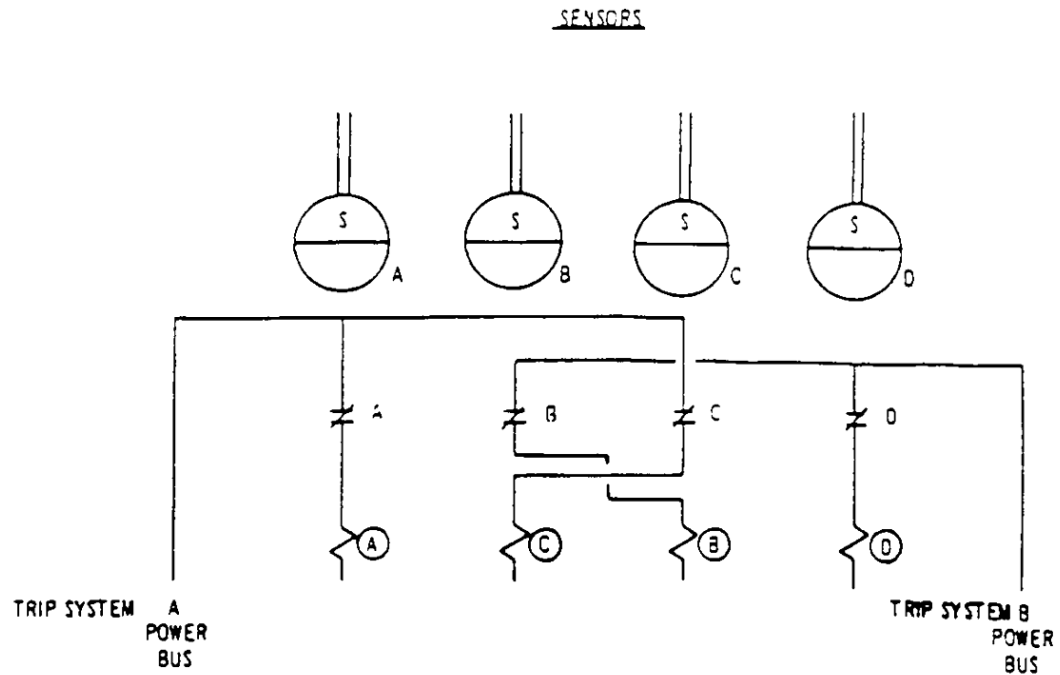 SENSORS
S S S S
A B C D
A B C D
A C B D
TRIP SYSTEM A
POWER
BUS
TRIP SYSTEM B
POWER
BUS